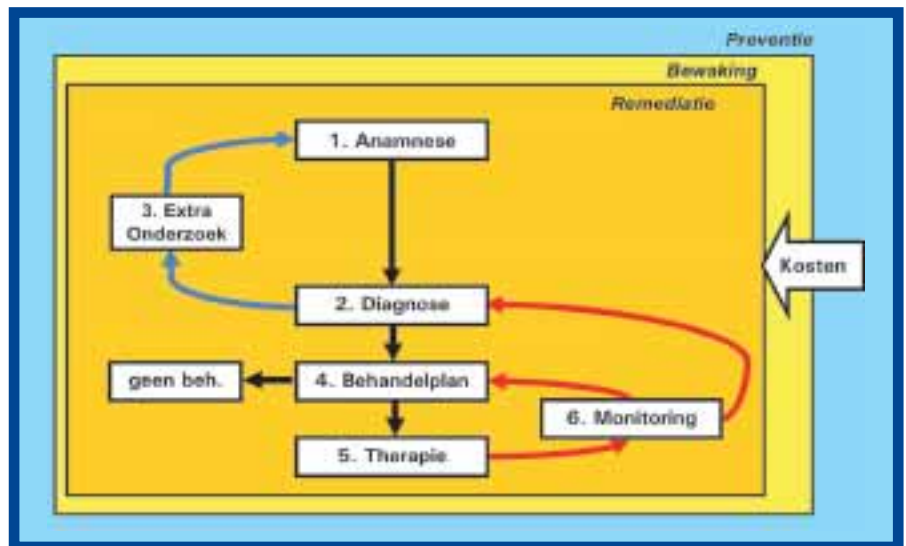 Preventie
Bewaking
Remediatie
1. Anamnese
3. Extra
Onderzoek
Kosten
2. Diagnose
geen beh.
4. Behandelplan
6. Monitoring
5. Therapie